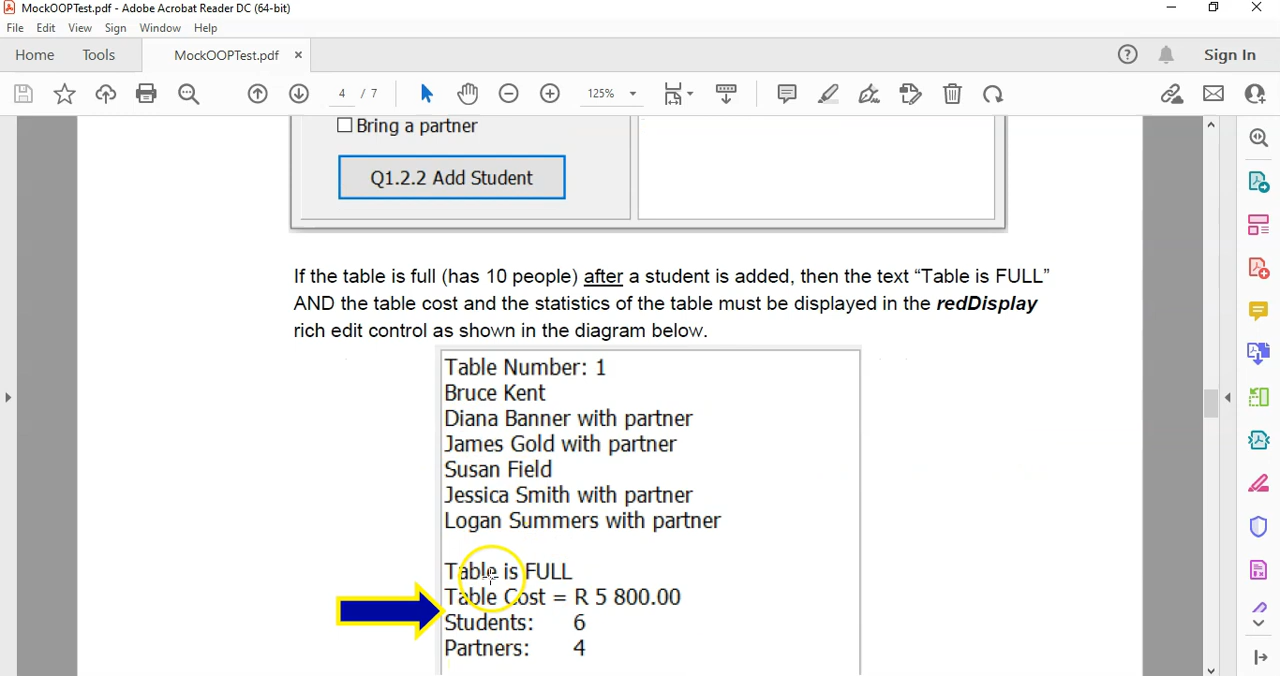 MockOOPTest.pdf - Adobe Acrobat Reader DC (64-bit)
File Edit View Sign Window Help
Home Tools MockOOPTest.pdf × ? Sign In
4 / 7 125%
Bring a partner
Q1.2.2 Add Student
If the table is full (has 10 people) after a student is added, then the text “Table is FULL”
AND the table cost and the statistics of the table must be displayed in the redDisplay
rich edit control as shown in the diagram below.
Table Number: 1
Bruce Kent
Diana Banner with partner
James Gold with partner
Susan Field
Jessica Smith with partner
Logan Summers with partner
Table is FULL
Table Cost = R 5 800.00
Students: 6
Partners: 4